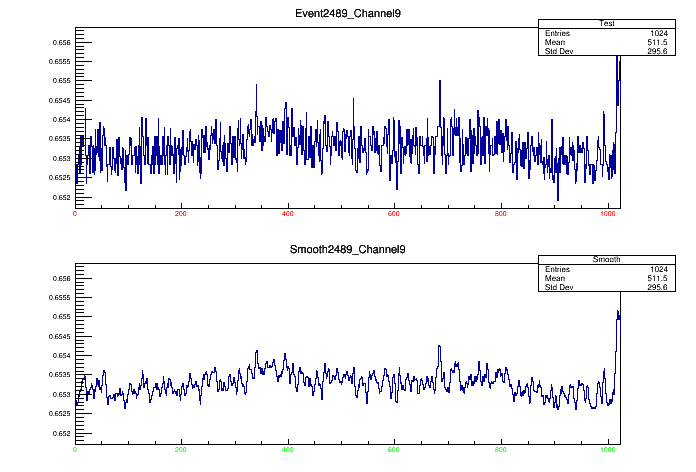 Event2489_Channel9
Test
Entries 1024
Mean 511.5
Std Dev 295.6
0.656
0.6555
0.655
0.6545
0.654
0.6535
0.653
0.6525
0.652
0 200 400 600 800 1000
Smooth2489_Channel9
Smooth
Entries 1024
Mean 511.5
Std Dev 295.6
0.656
0.6555
0.655
0.6545
0.654
0.6535
0.653
0.6525
0.652
0 200 400 600 800 1000